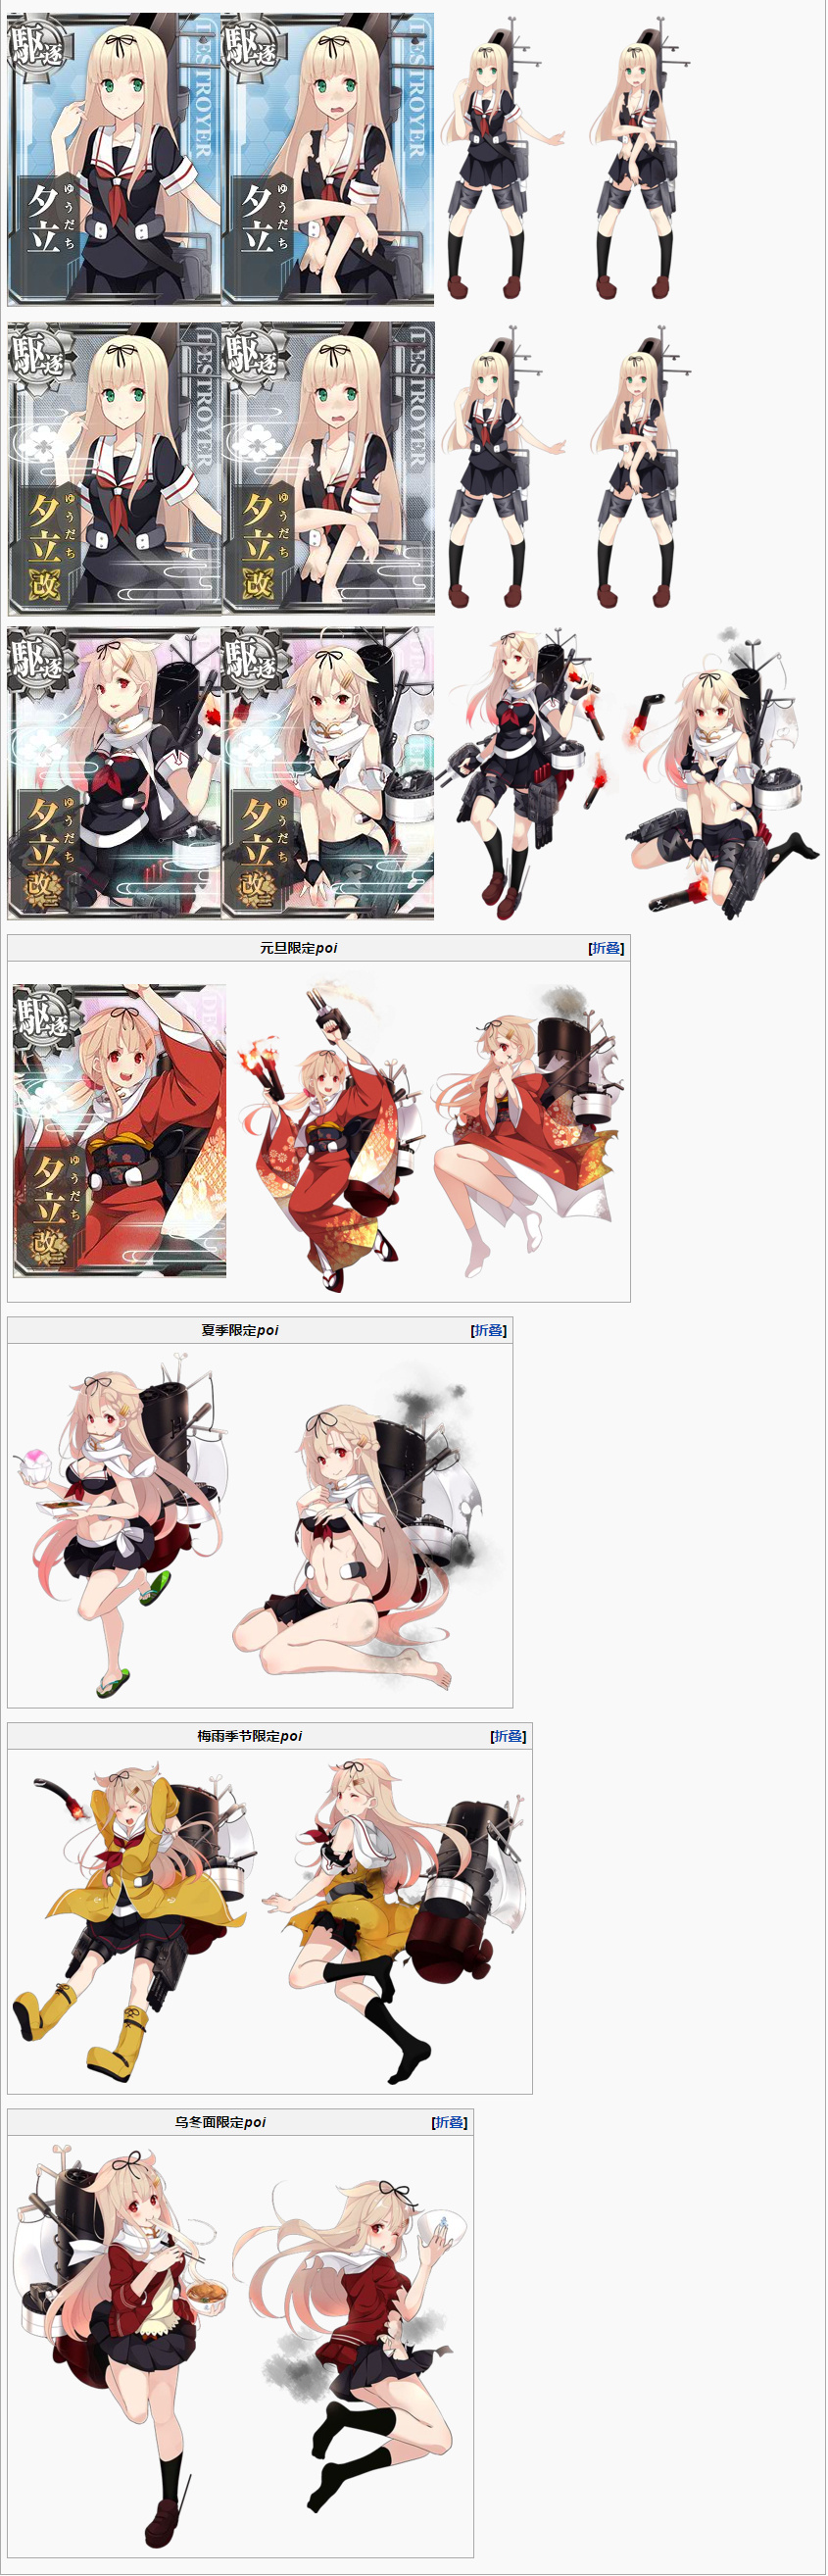 駆逐
DESTROYER
夕立
ゆうだち
駆逐
DESTROYER
夕立
ゆうだち
駆逐
DESTROYER
夕立改
ゆうだち
駆逐
DESTROYER
夕立改
ゆうだち
駆逐
夕立改二
ゆうだち
駆逐
夕立改二
ゆうだち
元旦限定poi
[折叠]
駆逐
DES
夕立改二
ゆうだち
夏季限定poi
[折叠]
梅雨季节限定poi
[折叠]
乌冬面限定poi
[折叠]